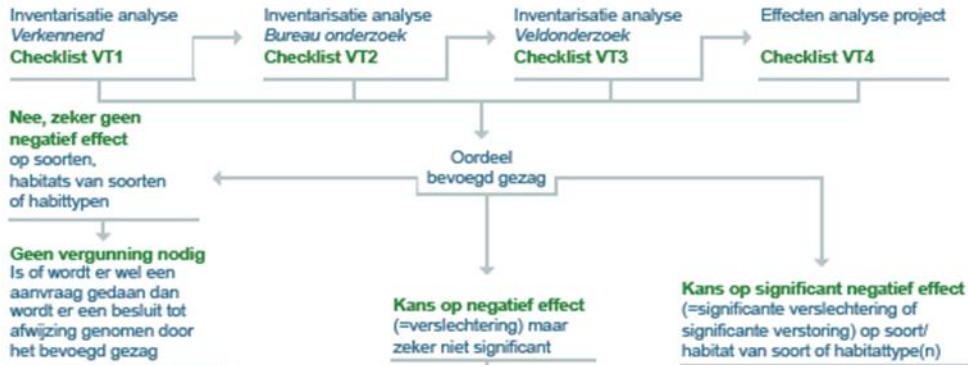 Inventarisatie analyse
Verkennend
Checklist VT1
Inventarisatie analyse
Bureau onderzoek
Checklist VT2
Inventarisatie analyse
Veldonderzoek
Checklist VT3
Effecten analyse project
Checklist VT4
Nee, zeker geen
negatief effect
op soorten,
habitats van soorten
of habittypen
Oordeel
bevoegd gezag
Geen vergunning nodig
Is of wordt er wel een
aanvraag gedaan dan
wordt er een besluit tot
afwijzing genomen door
het bevoegd gezag
Kans op negatief effect
(=verslechtering) maar
zeker niet significant
Kans op significant negatief effect
(=significante verslechtering of
significante verstoring) op soort/
habitat van soort of habitattype(n)